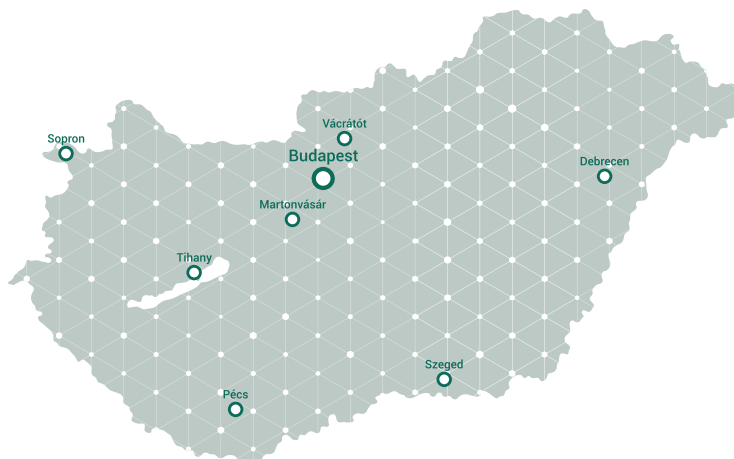 Vácrátót
Sopron
Budapest
Debrecen
Martonvásár
Tihany
Szeged
Pécs